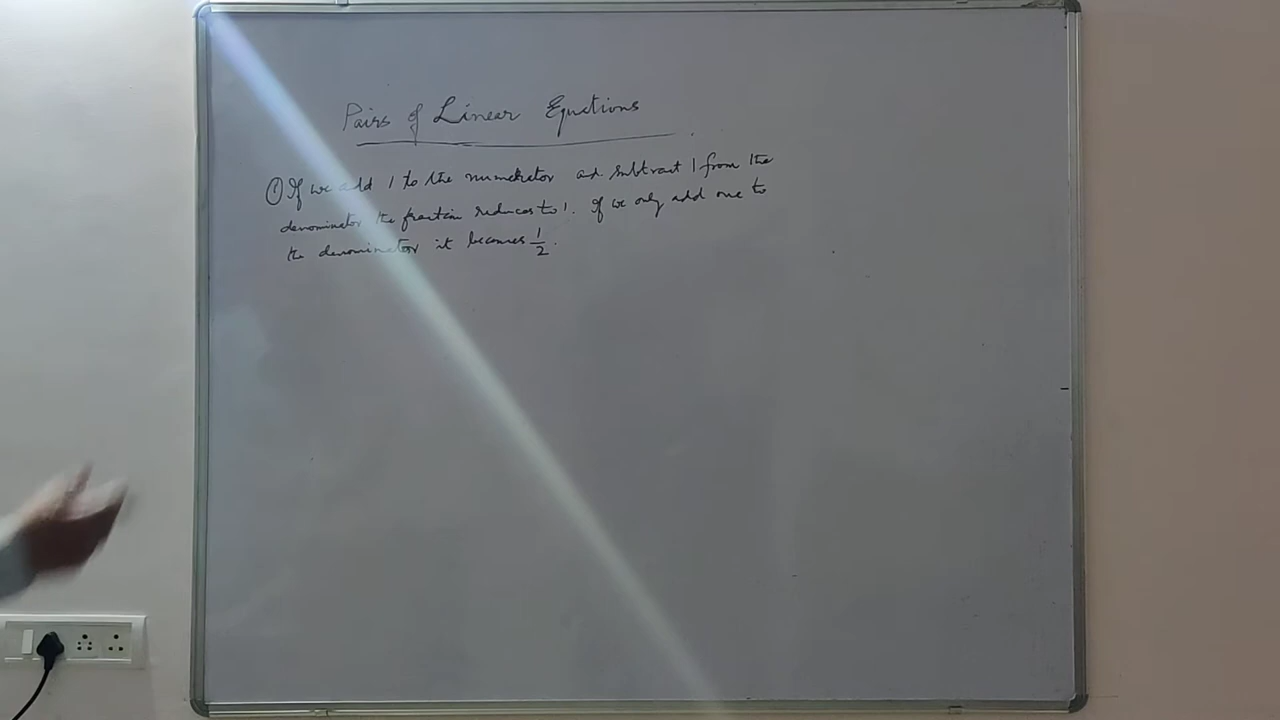 Pairs of Linear Equations
① If we add 1 to the numerator and subtract 1 from the
denominator the fraction reduces to 1. If we only add one to
the denominator it becomes 1/2.